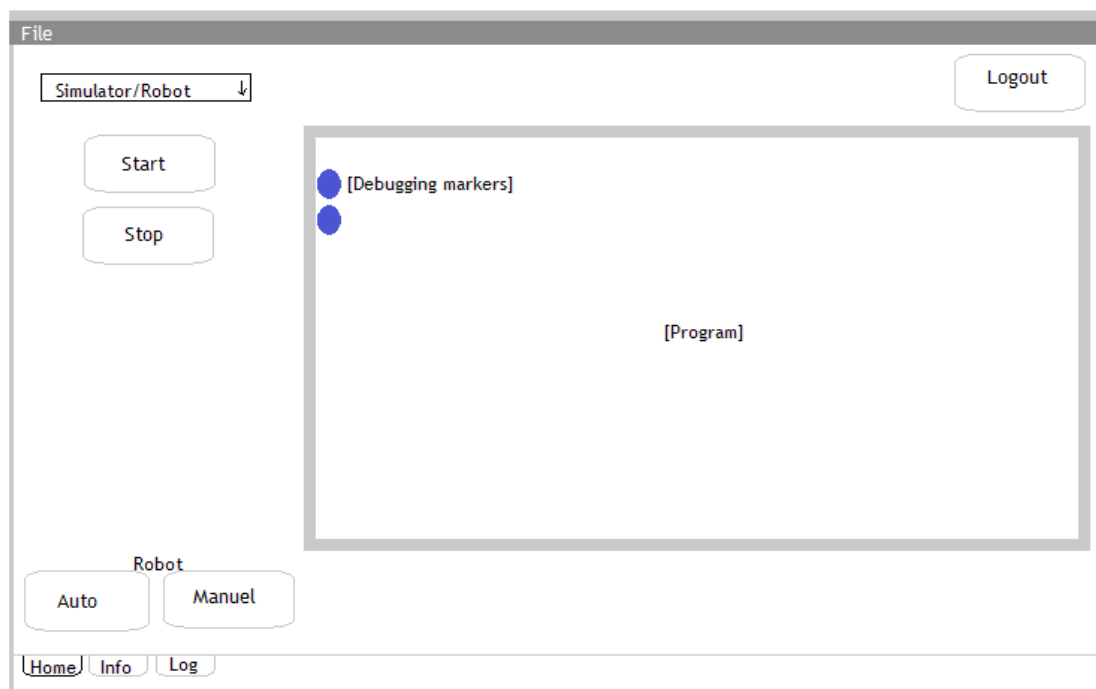 File
Simulator/Robot
Logout
Start
Stop
[Debugging markers]
[Program]
Robot
Auto
Manuel
Home
Info
Log